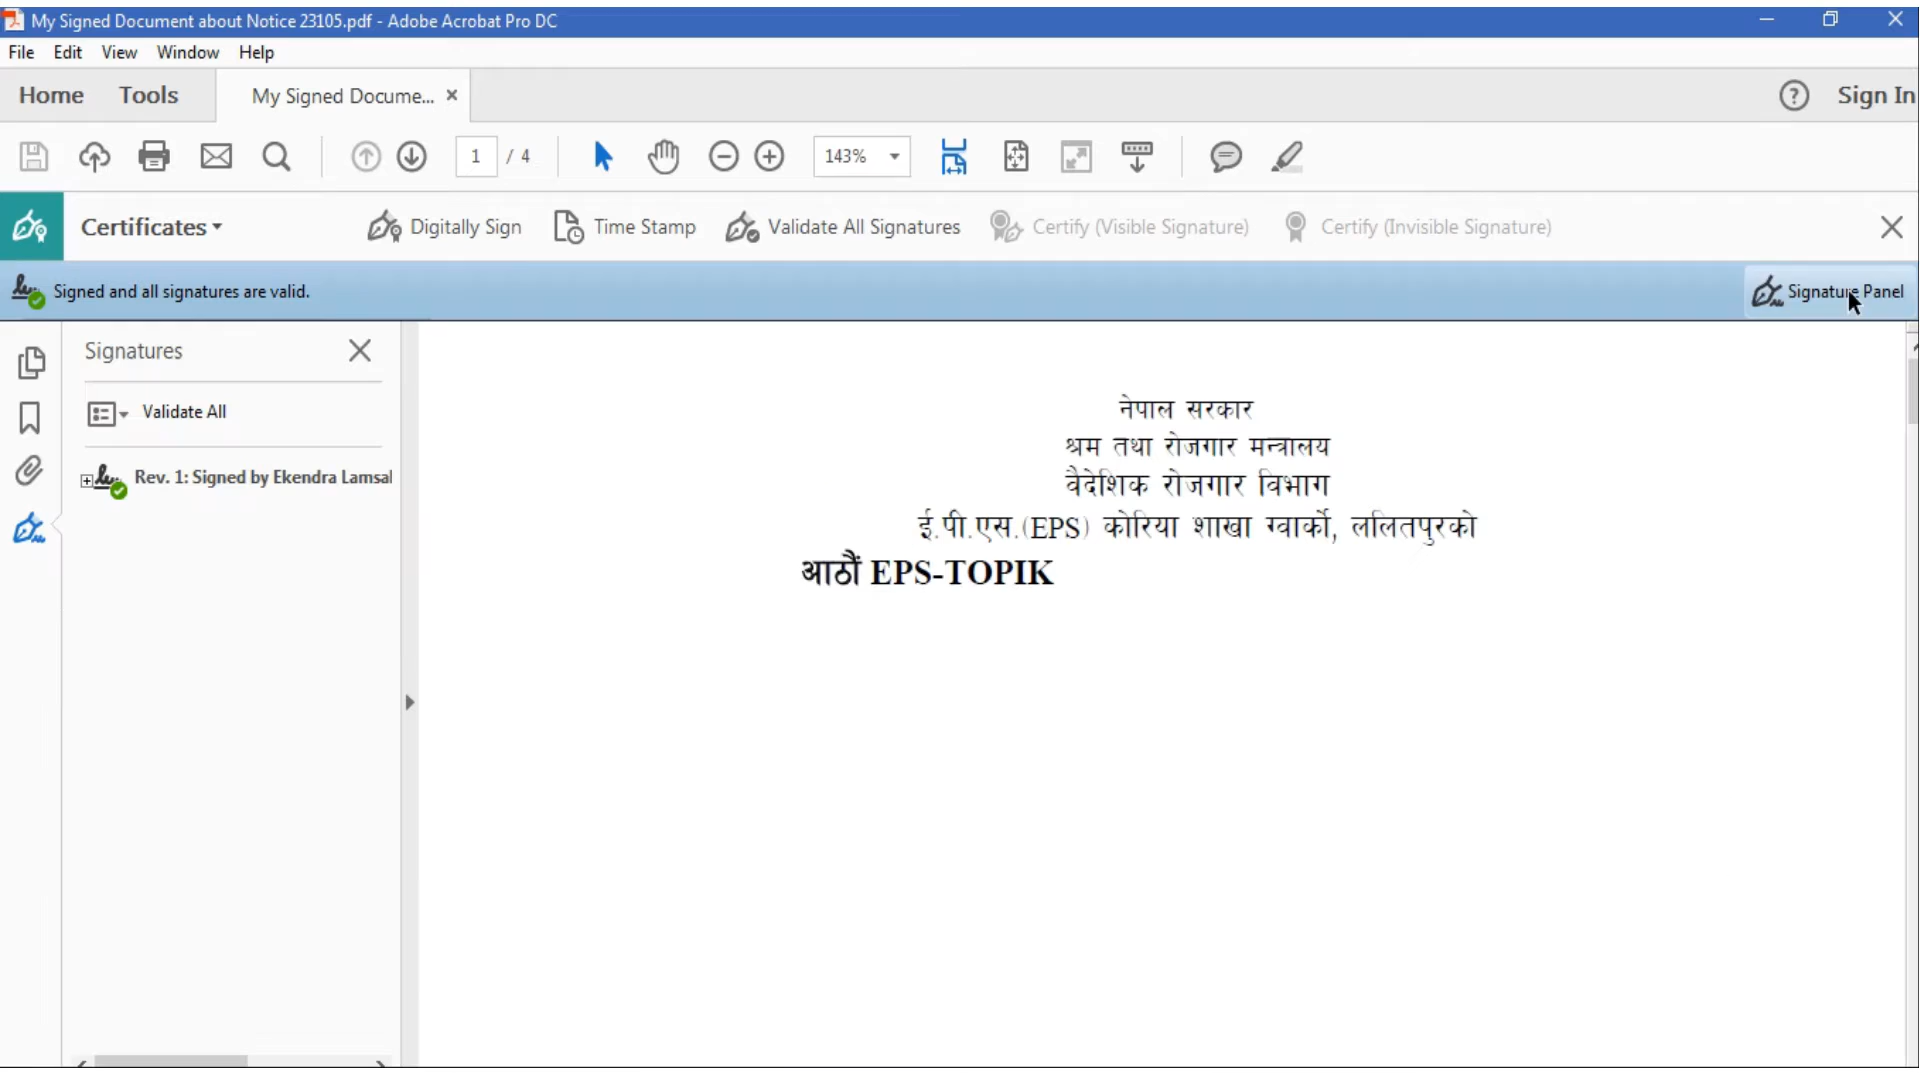 My Signed Document about Notice 23105.pdf - Adobe Acrobat Pro DC
File Edit View Window Help
Home Tools My Signed Docume... Sign In
1 / 4 143%
Certificates Digitally Sign Time Stamp Validate All Signatures Certify (Visible Signature) Certify (Invisible Signature)
Signed and all signatures are valid. Signature Panel
Signatures
Validate All
Rev. 1: Signed by Ekendra Lamsal
नेपाल सरकार
श्रम तथा रोजगार मन्त्रालय
वैदेशिक रोजगार विभाग
ई.पी.एस.(EPS) कोरिया शाखा ग्वार्को, ललितपुरको
आठौं EPS-TOPIK